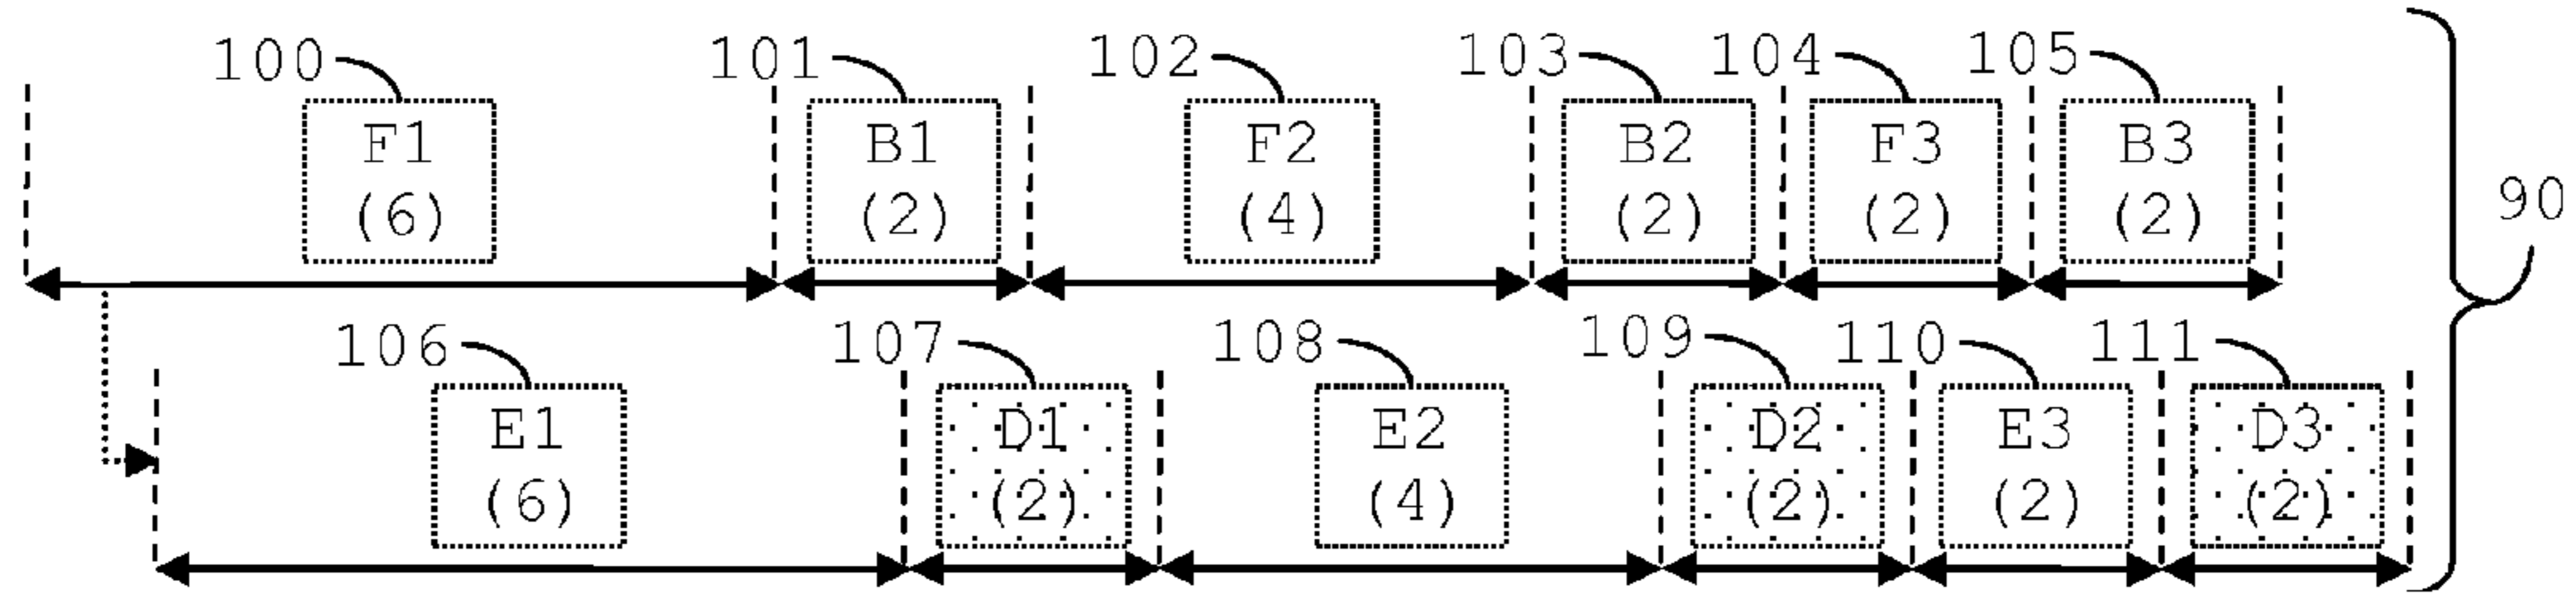 100 101 102 103 104 105
F1 B1 F2 B2 F3 B3
(6) (2) (4) (2) (2) (2)
90
106 107 108 109 110 111
E1 D1 E2 D2 E3 D3
(6) (2) (4) (2) (2) (2)